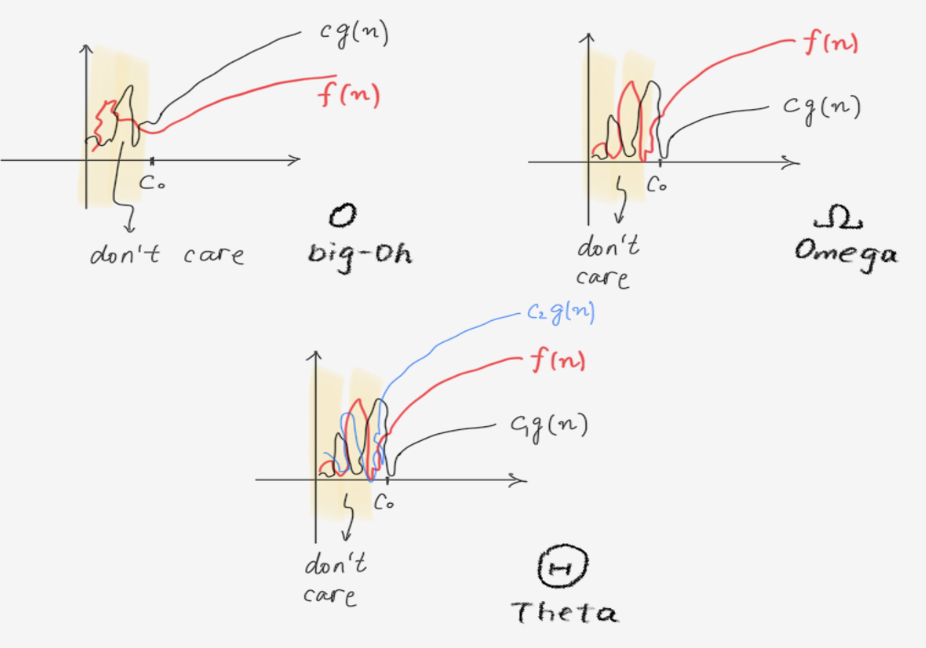 cg(n)
f(n)
C₀
don't care
O
big-Oh
f(n)
cg(n)
C₀
don't
care
Ω
Omega
C₂g(n)
f(n)
C₁g(n)
C₀
don't
care
Θ
Theta